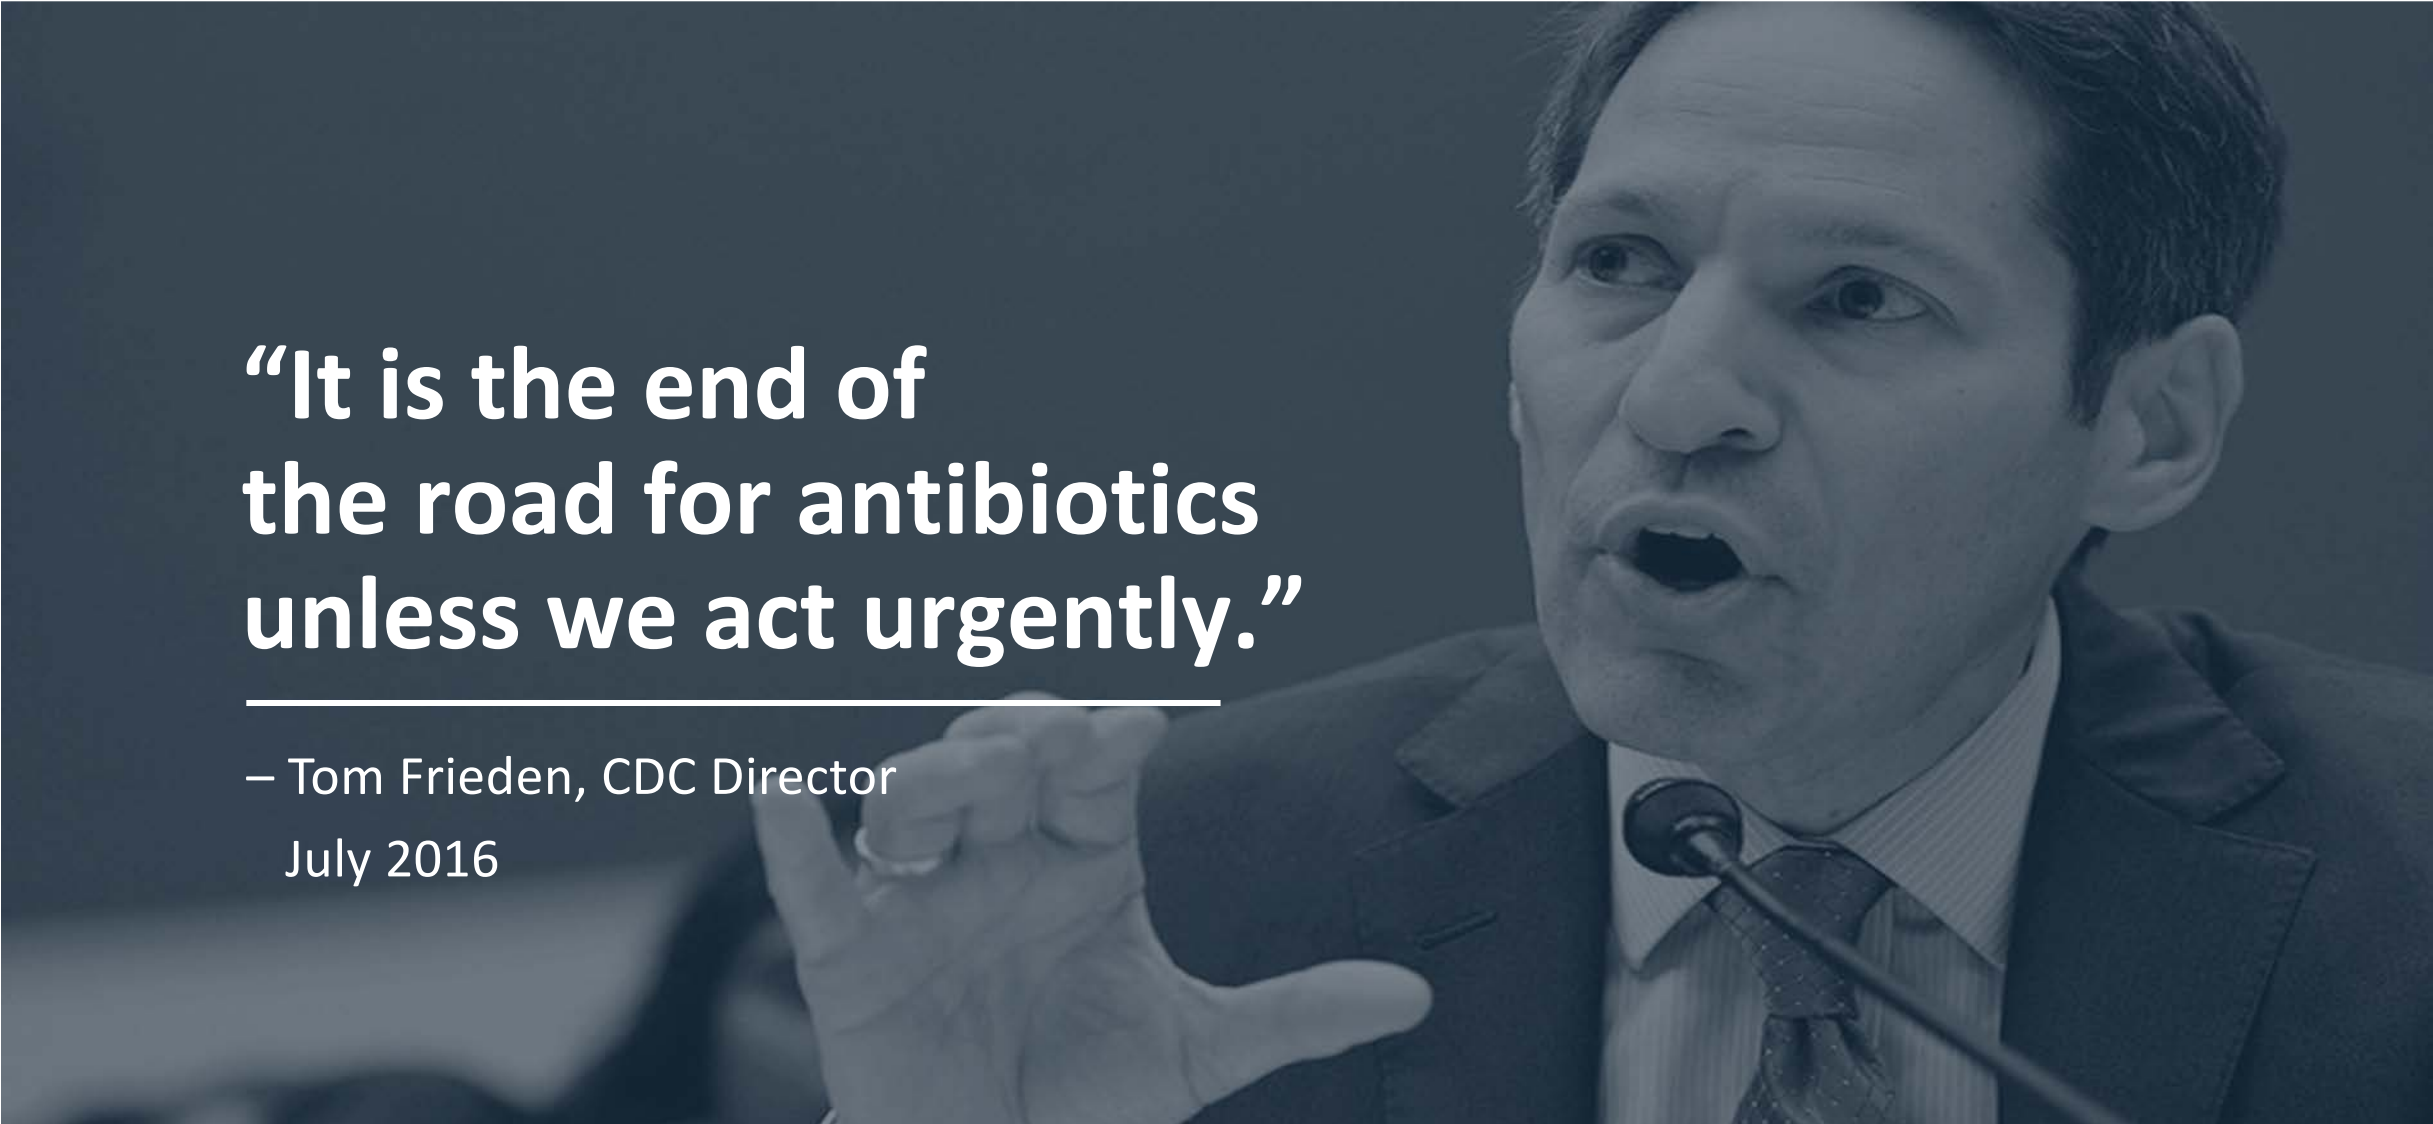 “It is the end of
the road for antibiotics
unless we act urgently.”
– Tom Frieden, CDC Director
July 2016